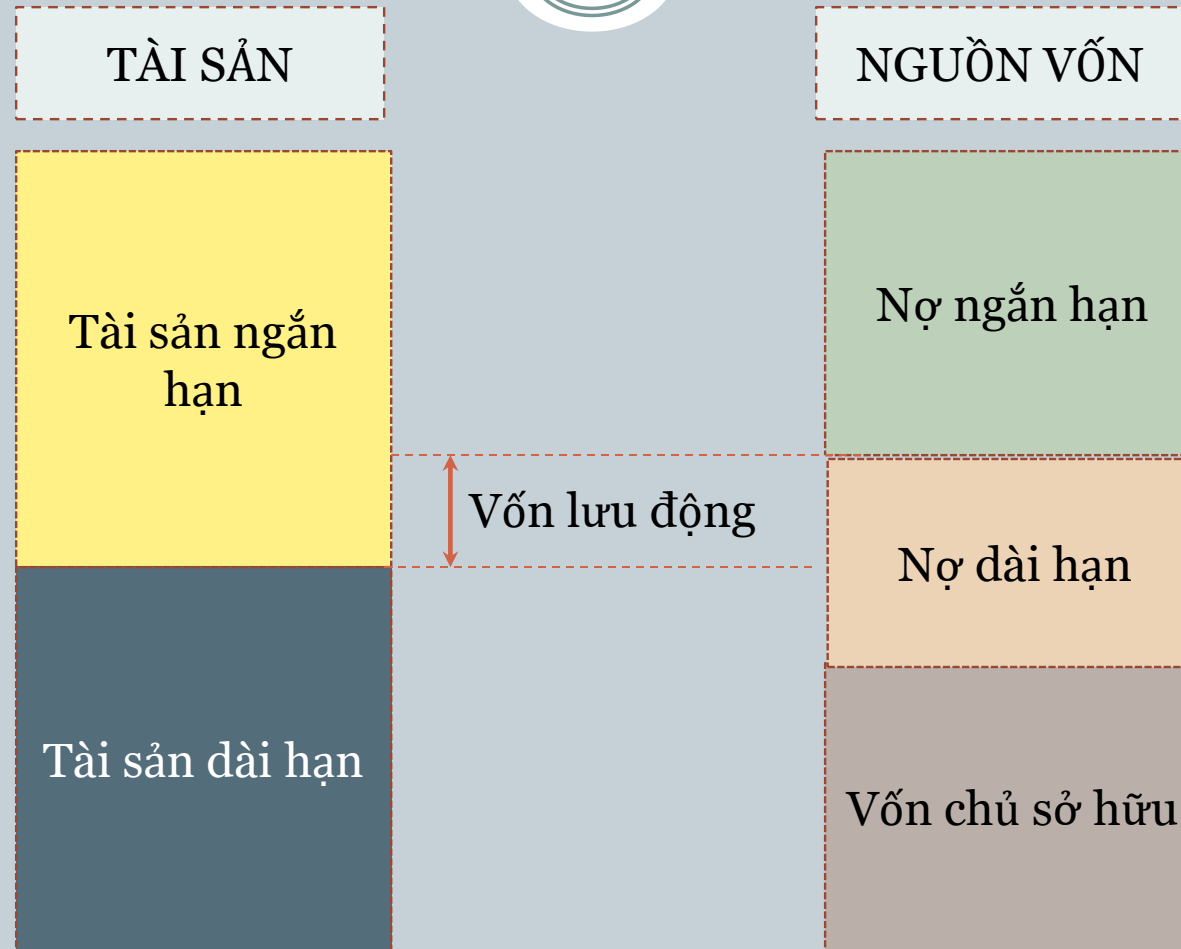 TÀI SẢN
NGUỒN VỐN
Tài sản ngắn
hạn
Nợ ngắn hạn
Vốn lưu động
Nợ dài hạn
Tài sản dài hạn
Vốn chủ sở hữu